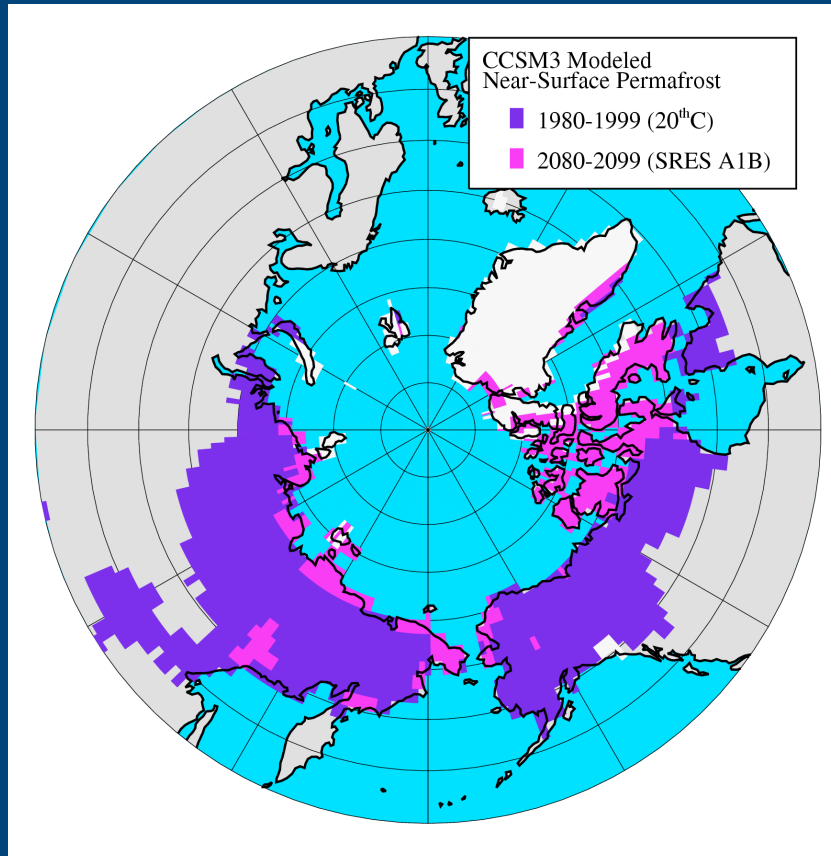 CCSM3 Modeled
Near-Surface Permafrost
1980-1999 (20thC)
2080-2099 (SRES A1B)